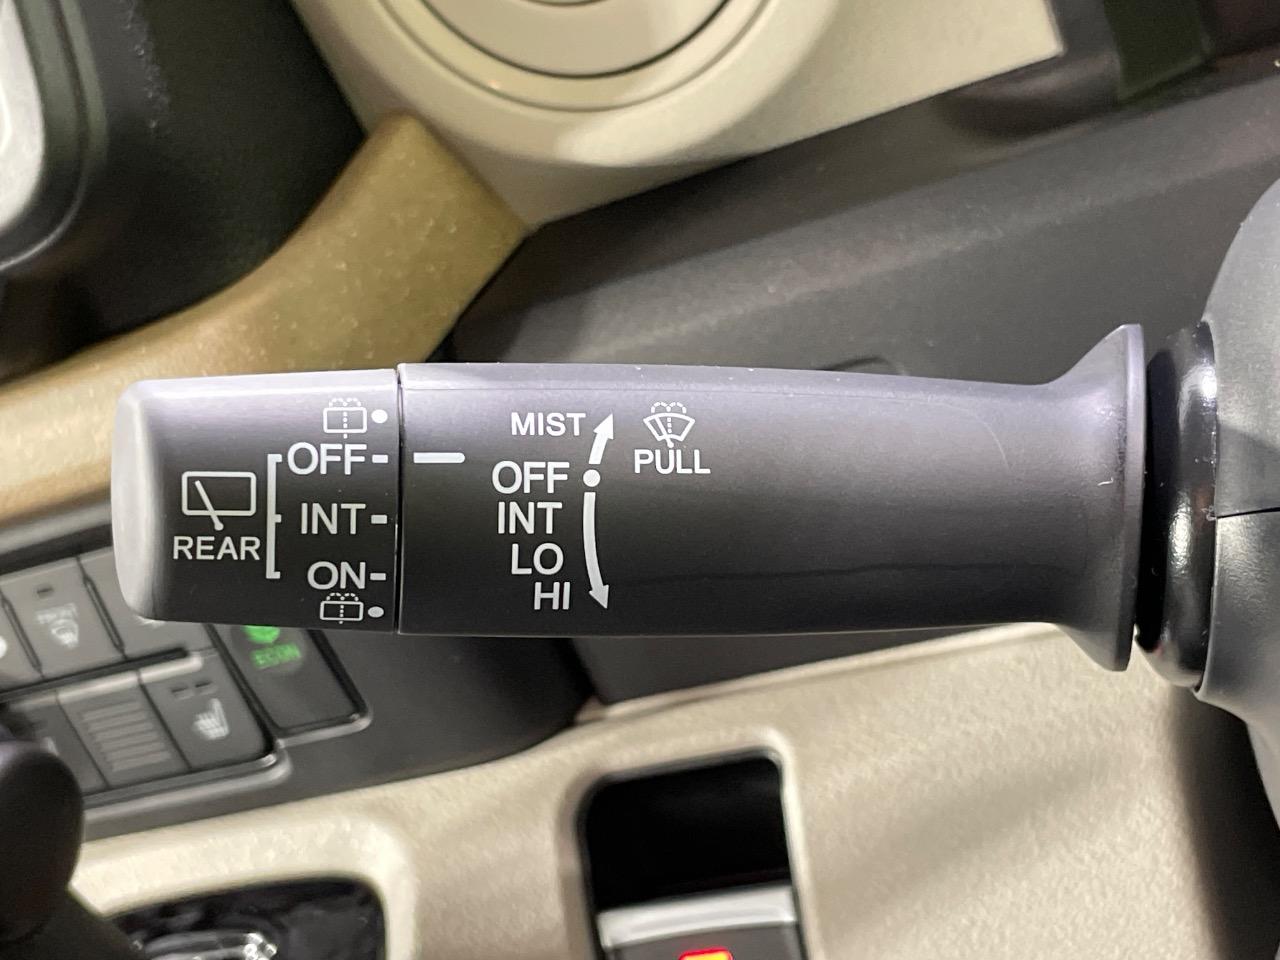 MIST
PULL
OFF
OFF
INT
INT
REAR
LO
ON
HI
ECON